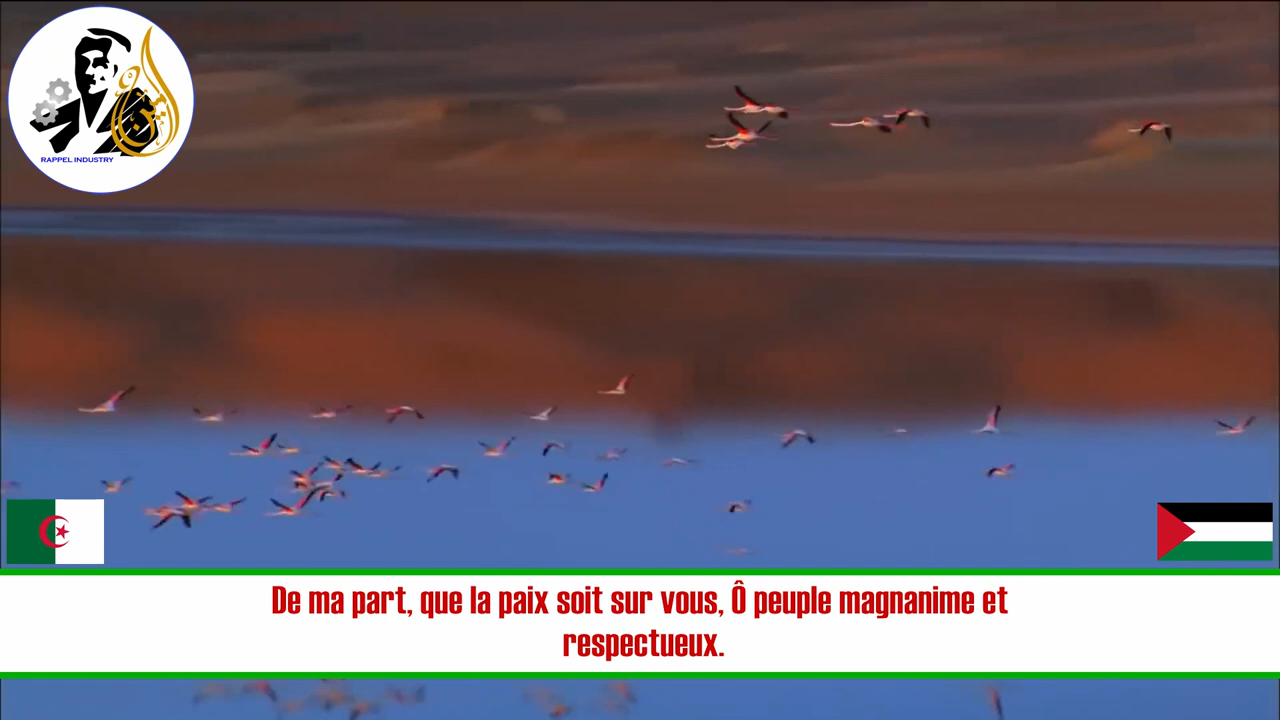 RAPPEL INDUSTRY
De ma part, que la paix soit sur vous, Ô peuple magnanime et
respectueux.